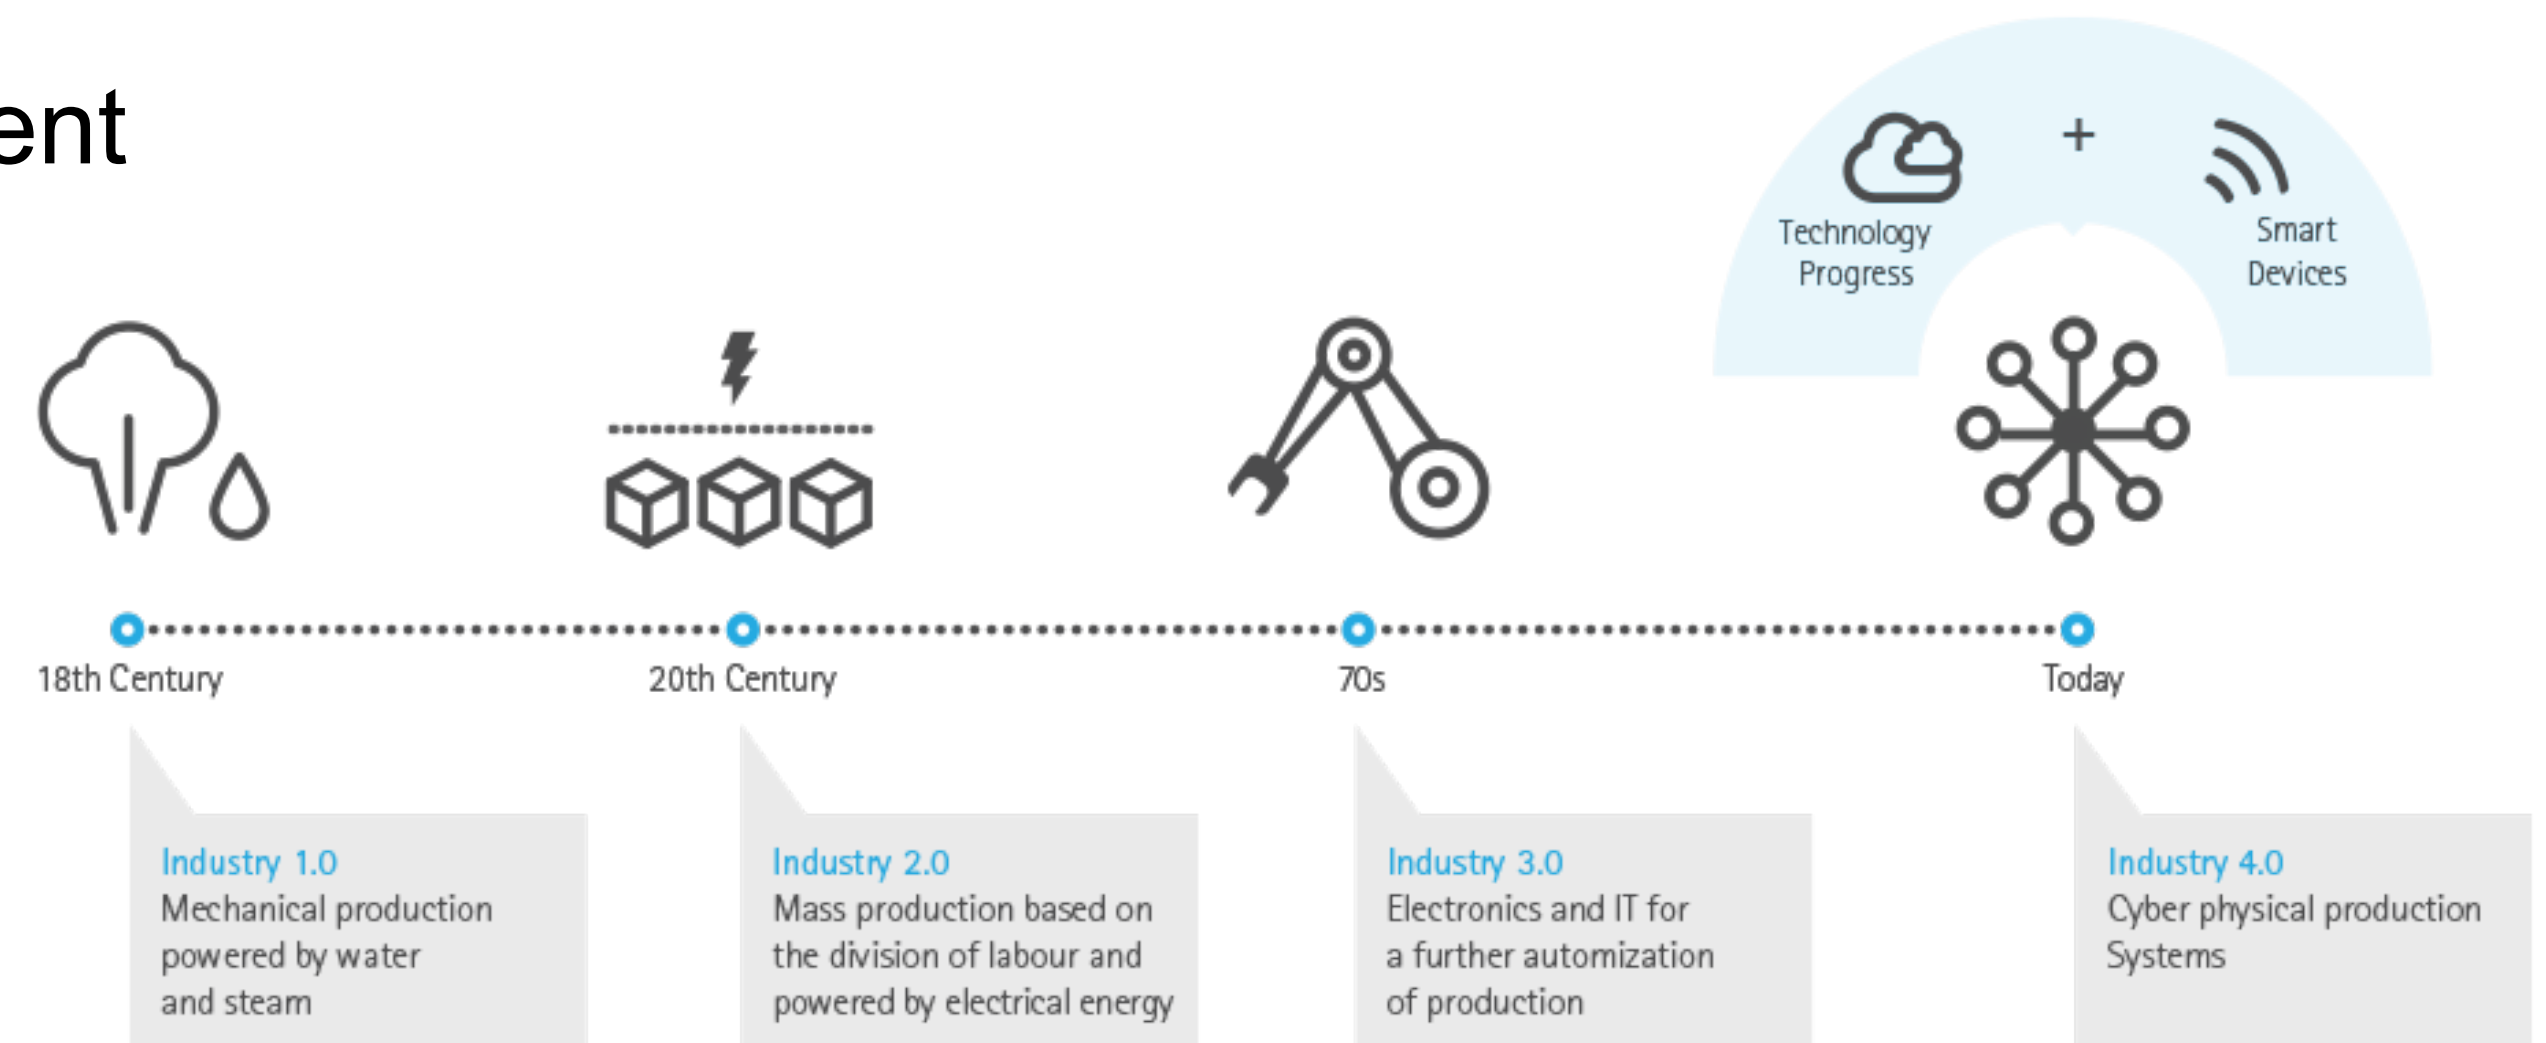 ent
+
Technology
Progress
Smart
Devices
18th Century
20th Century
70s
Today
Industry 1.0
Mechanical production
powered by water
and steam
Industry 2.0
Mass production based on
the division of labour and
powered by electrical energy
Industry 3.0
Electronics and IT for
a further automization
of production
Industry 4.0
Cyber physical production
Systems